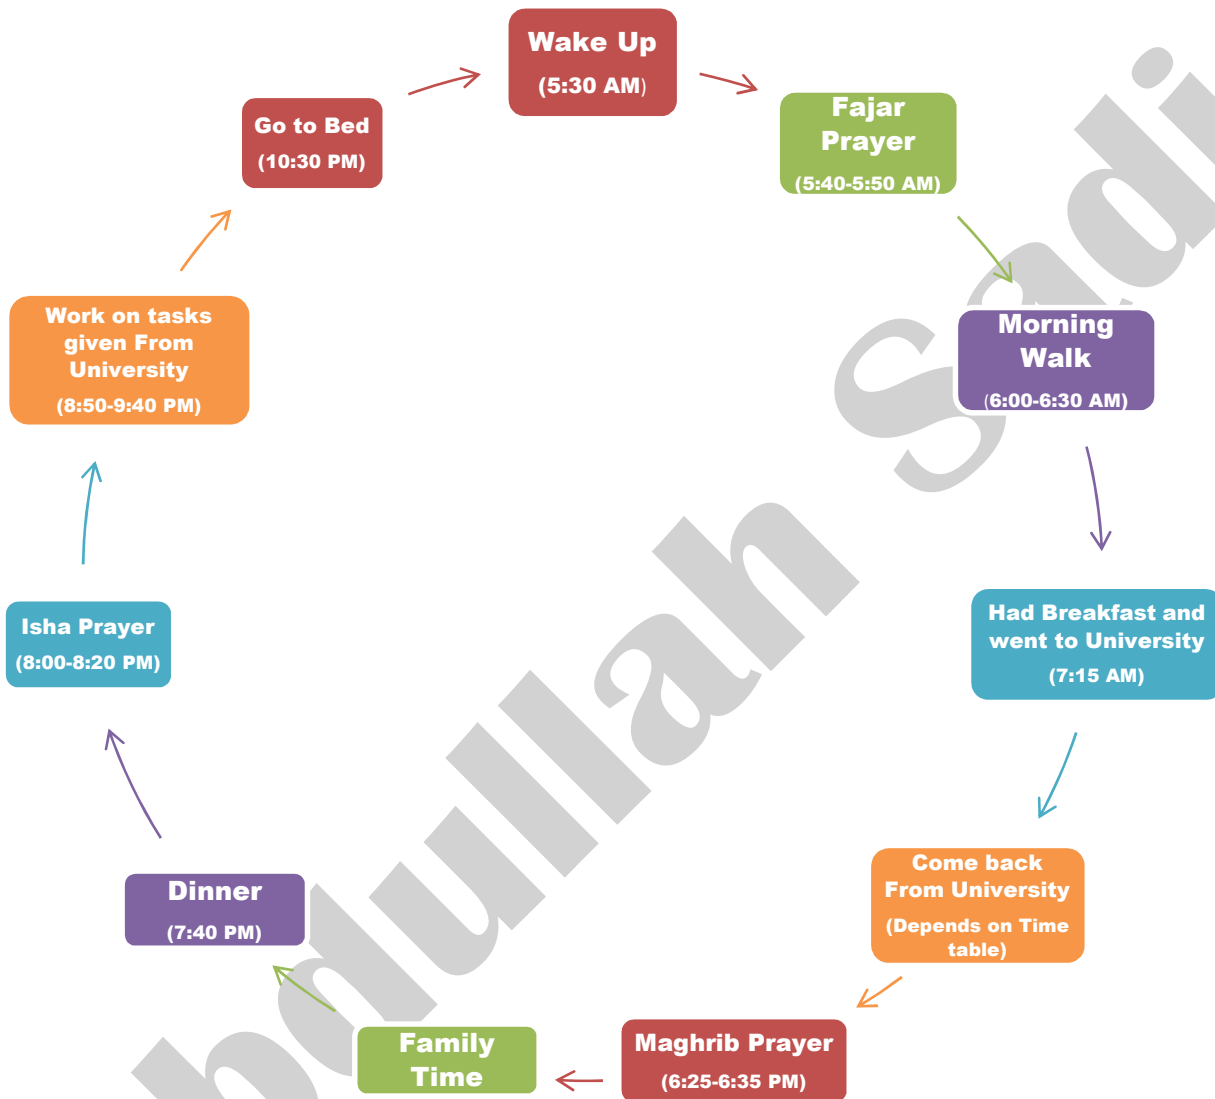 Wake Up
(5:30 AM)
Fajar
Prayer
(5:40-5:50 AM)
Morning
Walk
(6:00-6:30 AM)
Had Breakfast and
went to University
(7:15 AM)
Come back
From University
(Depends on Time
table)
Maghrib Prayer
(6:25-6:35 PM)
Family
Time
Dinner
(7:40 PM)
Isha Prayer
(8:00-8:20 PM)
Work on tasks
given From
University
(8:50-9:40 PM)
Go to Bed
(10:30 PM)
bdullah Sadi